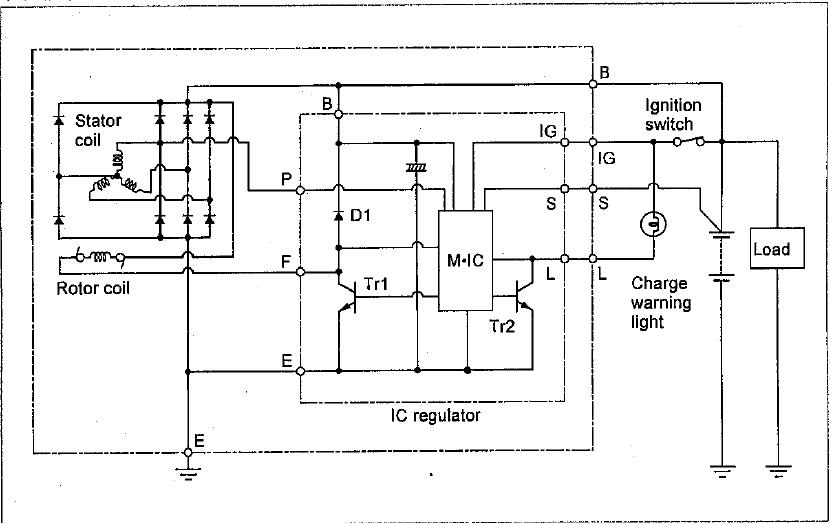 B
Ignition
switch
Stator
coil
B
IG
IG
P
S
S
D1
M•IC
Load
F
L
L
Rotor coil
Tr1
Tr2
Charge
warning
light
E
IC regulator
E